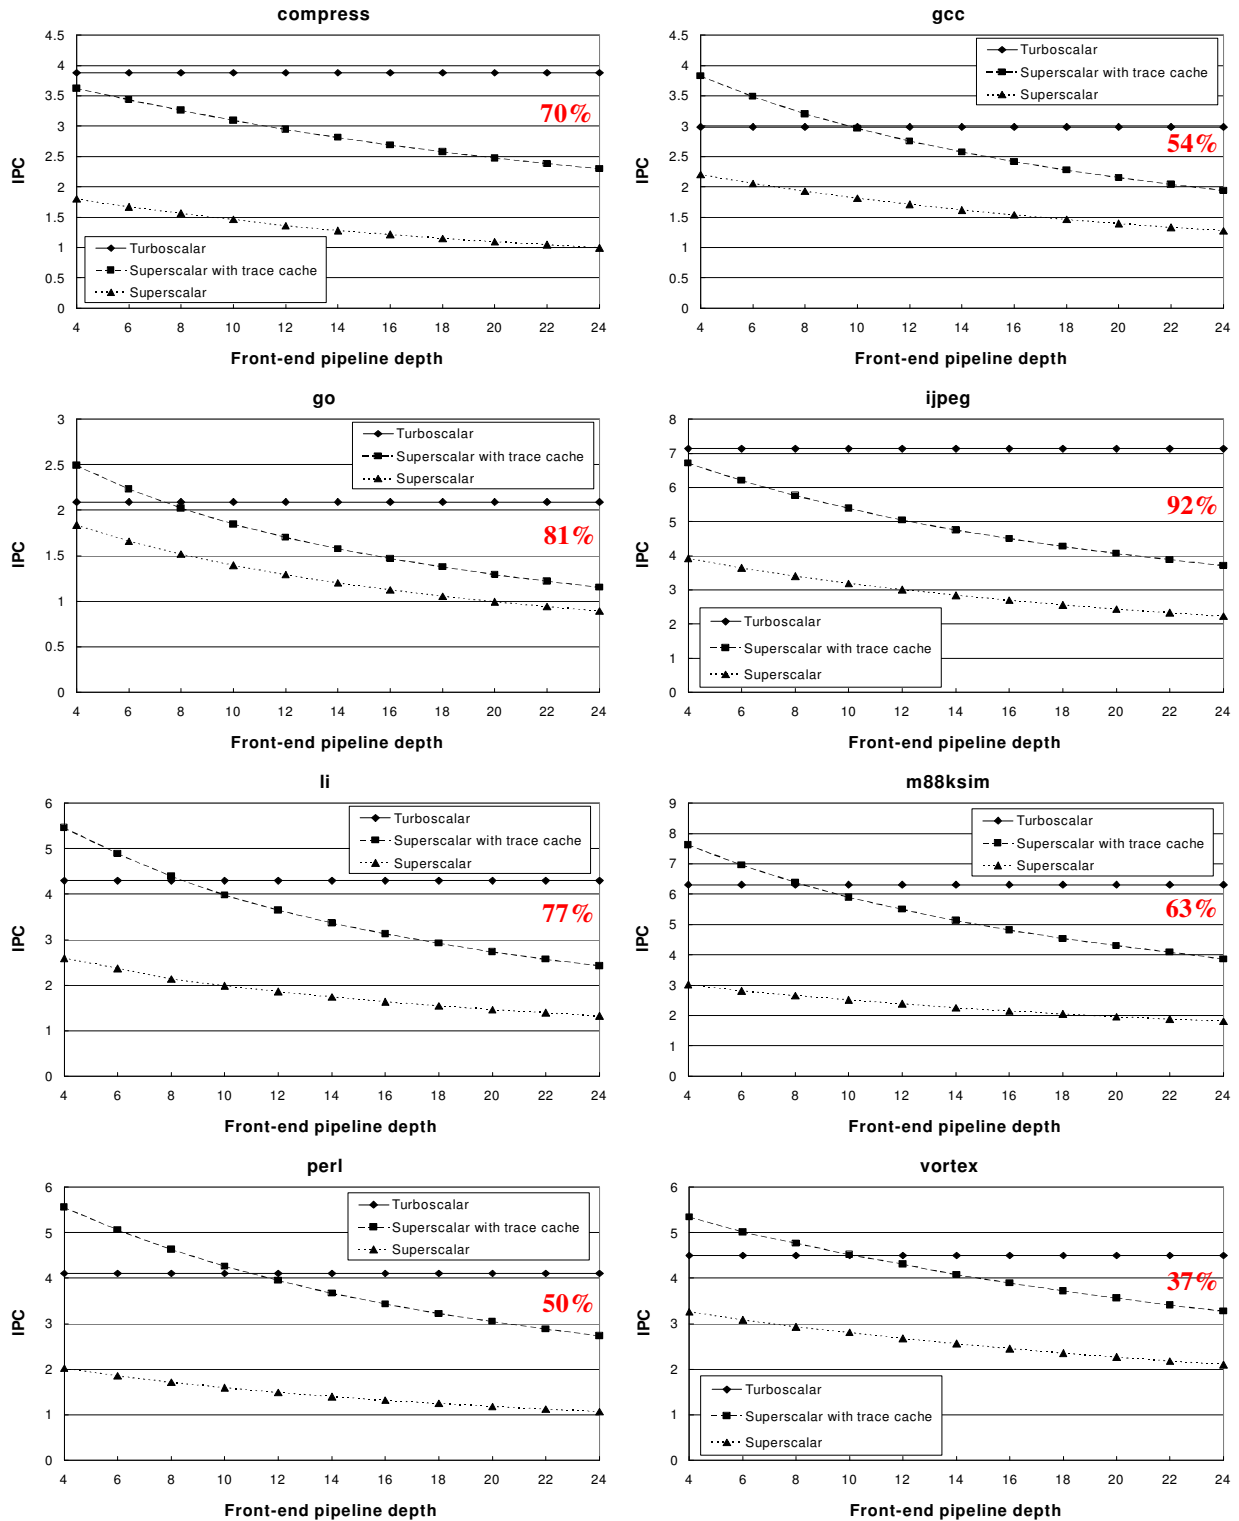 compress
4.5
4
3.5
3
2.5
2
1.5
1
0.5
0
IPC
70%
Turboscalar
Superscalar with trace cache
Superscalar
4 6 8 10 12 14 16 18 20 22 24
Front-end pipeline depth
gcc
4.5
4
3.5
3
2.5
2
1.5
1
0.5
0
IPC
Turboscalar
Superscalar with trace cache
Superscalar
54%
4 6 8 10 12 14 16 18 20 22 24
Front-end pipeline depth
go
3
2.5
2
1.5
1
0.5
0
IPC
Turboscalar
Superscalar with trace cache
Superscalar
81%
4 6 8 10 12 14 16 18 20 22 24
Front-end pipeline depth
ijpeg
8
7
6
5
4
3
2
1
0
IPC
92%
Turboscalar
Superscalar with trace cache
Superscalar
4 6 8 10 12 14 16 18 20 22 24
Front-end pipeline depth
li
6
5
4
3
2
1
0
IPC
Turboscalar
Superscalar with trace cache
Superscalar
77%
4 6 8 10 12 14 16 18 20 22 24
Front-end pipeline depth
m88ksim
9
8
7
6
5
4
3
2
1
0
IPC
Turboscalar
Superscalar with trace cache
Superscalar
63%
4 6 8 10 12 14 16 18 20 22 24
Front-end pipeline depth
perl
6
5
4
3
2
1
0
IPC
Turboscalar
Superscalar with trace cache
Superscalar
50%
4 6 8 10 12 14 16 18 20 22 24
Front-end pipeline depth
vortex
6
5
4
3
2
1
0
IPC
37%
Turboscalar
Superscalar with trace cache
Superscalar
4 6 8 10 12 14 16 18 20 22 24
Front-end pipeline depth